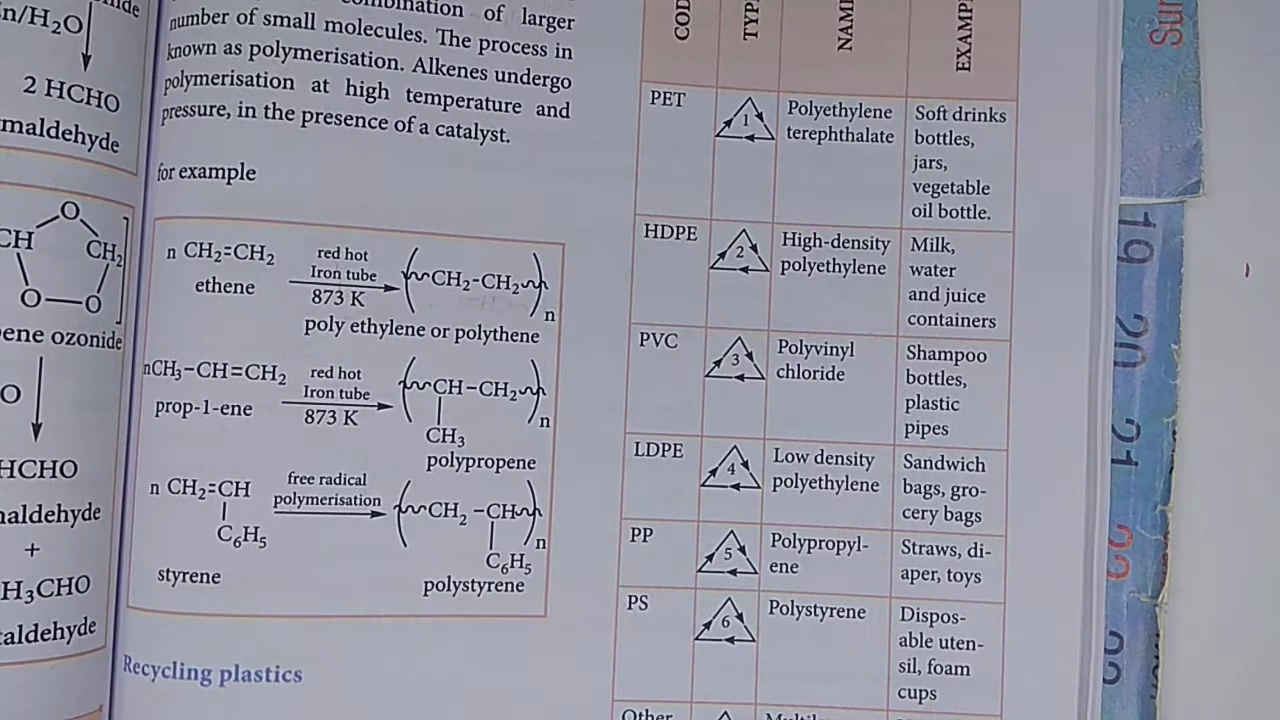 n/H₂O
2 HCHO
maldehyde
CH
O
CH₂
O
O
ene ozonide
O
HCHO
aldehyde
+
H₃CHO
aldehyde
of larger
number of small molecules. The process in
known as polymerisation. Alkenes undergo
polymerisation at high temperature and
pressure, in the presence of a catalyst.
for example
n CH₂=CH₂
ethene
red hot
Iron tube
873 K
CH₂-CH₂
n
poly ethylene or polythene
nCH₃-CH=CH₂
prop-1-ene
red hot
Iron tube
873 K
CH-CH₂
n
CH₃
polypropene
n CH₂=CH
C₆H₅
styrene
free radical
polymerisation
CH₂ -CH
n
C₆H₅
polystyrene
Recycling plastics
COD
TYP
NAME
EXAMP
PET
1
Polyethylene
terephthalate
Soft drinks
bottles,
jars,
vegetable
oil bottle.
HDPE
2
High-density
polyethylene
Milk,
water
and juice
containers
PVC
3
Polyvinyl
chloride
Shampoo
bottles,
plastic
pipes
LDPE
4
Low density
polyethylene
Sandwich
bags, gro-
cery bags
PP
5
Polypropyl-
ene
Straws, di-
aper, toys
PS
6
Polystyrene
Dispos-
able uten-
sil, foam
cups
Other
sun
19 20 21 22